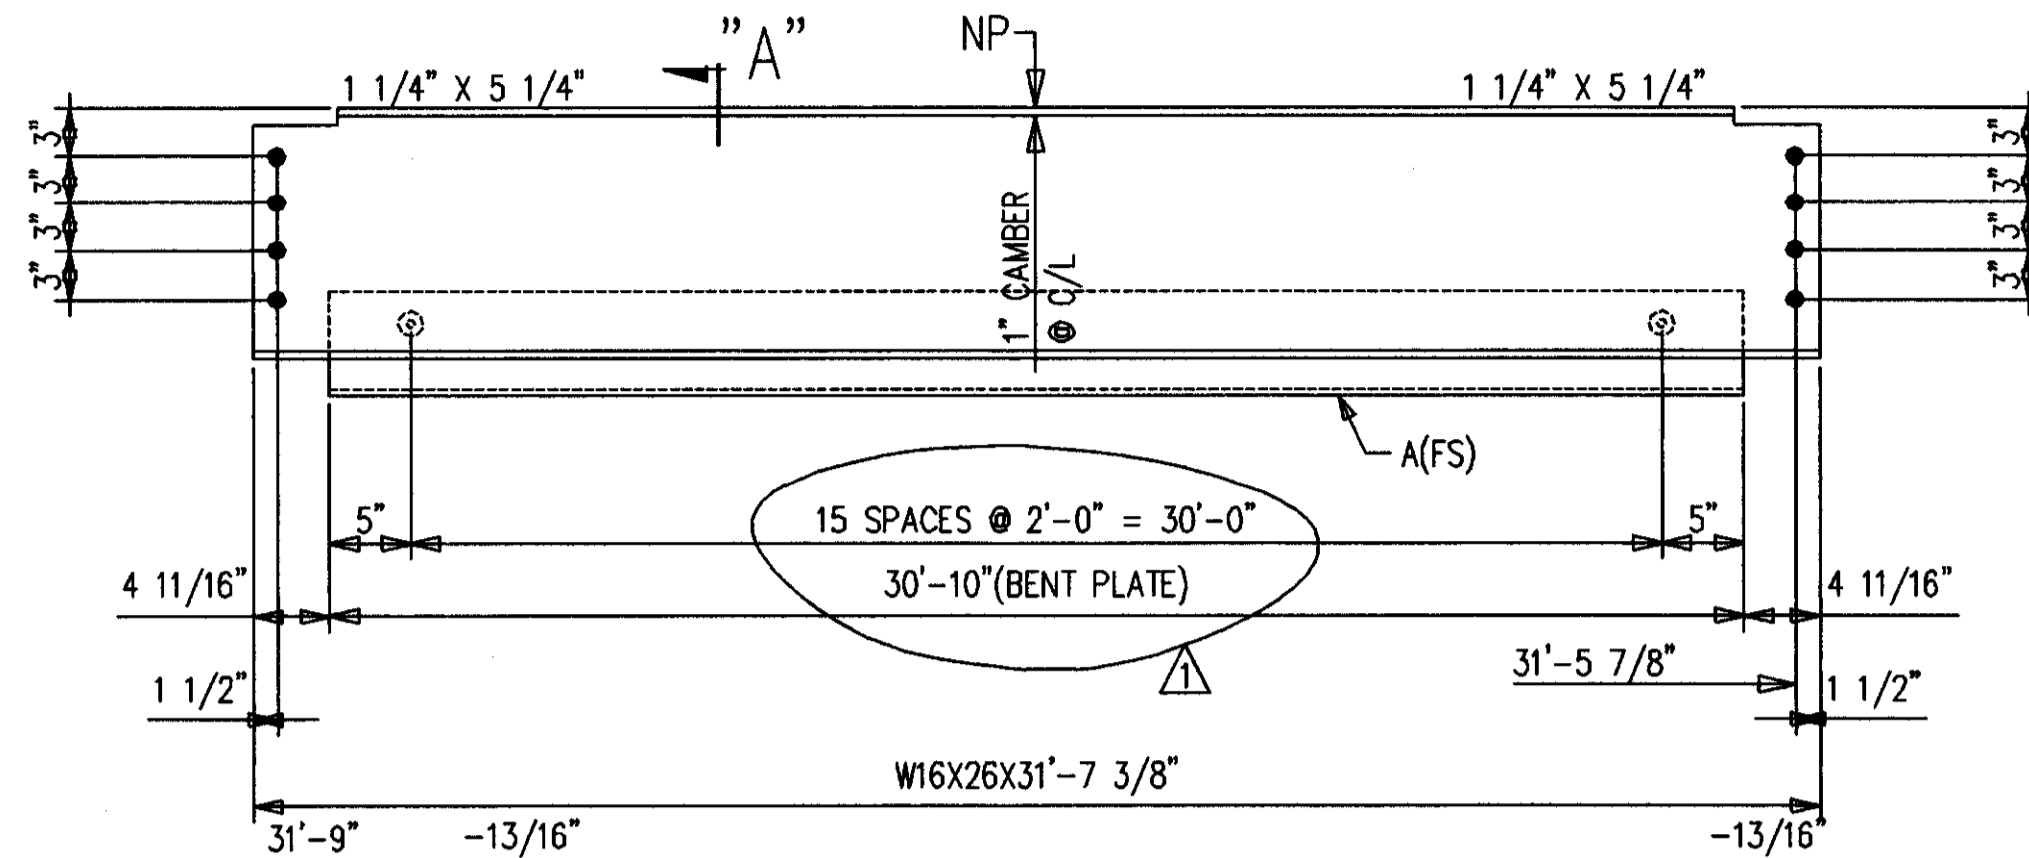 "A"
NP
1 1/4" X 5 1/4"
1 1/4" X 5 1/4"
3"
3"
3"
3"
3"
3"
3"
3"
1" CAMBER
@ C/L
A(FS)
5"
15 SPACES @ 2'-0" = 30'-0"
5"
4 11/16"
30'-10"(BENT PLATE)
4 11/16"
1
31'-5 7/8"
1 1/2"
1 1/2"
W16X26X31'-7 3/8"
31'-9"
-13/16"
-13/16"